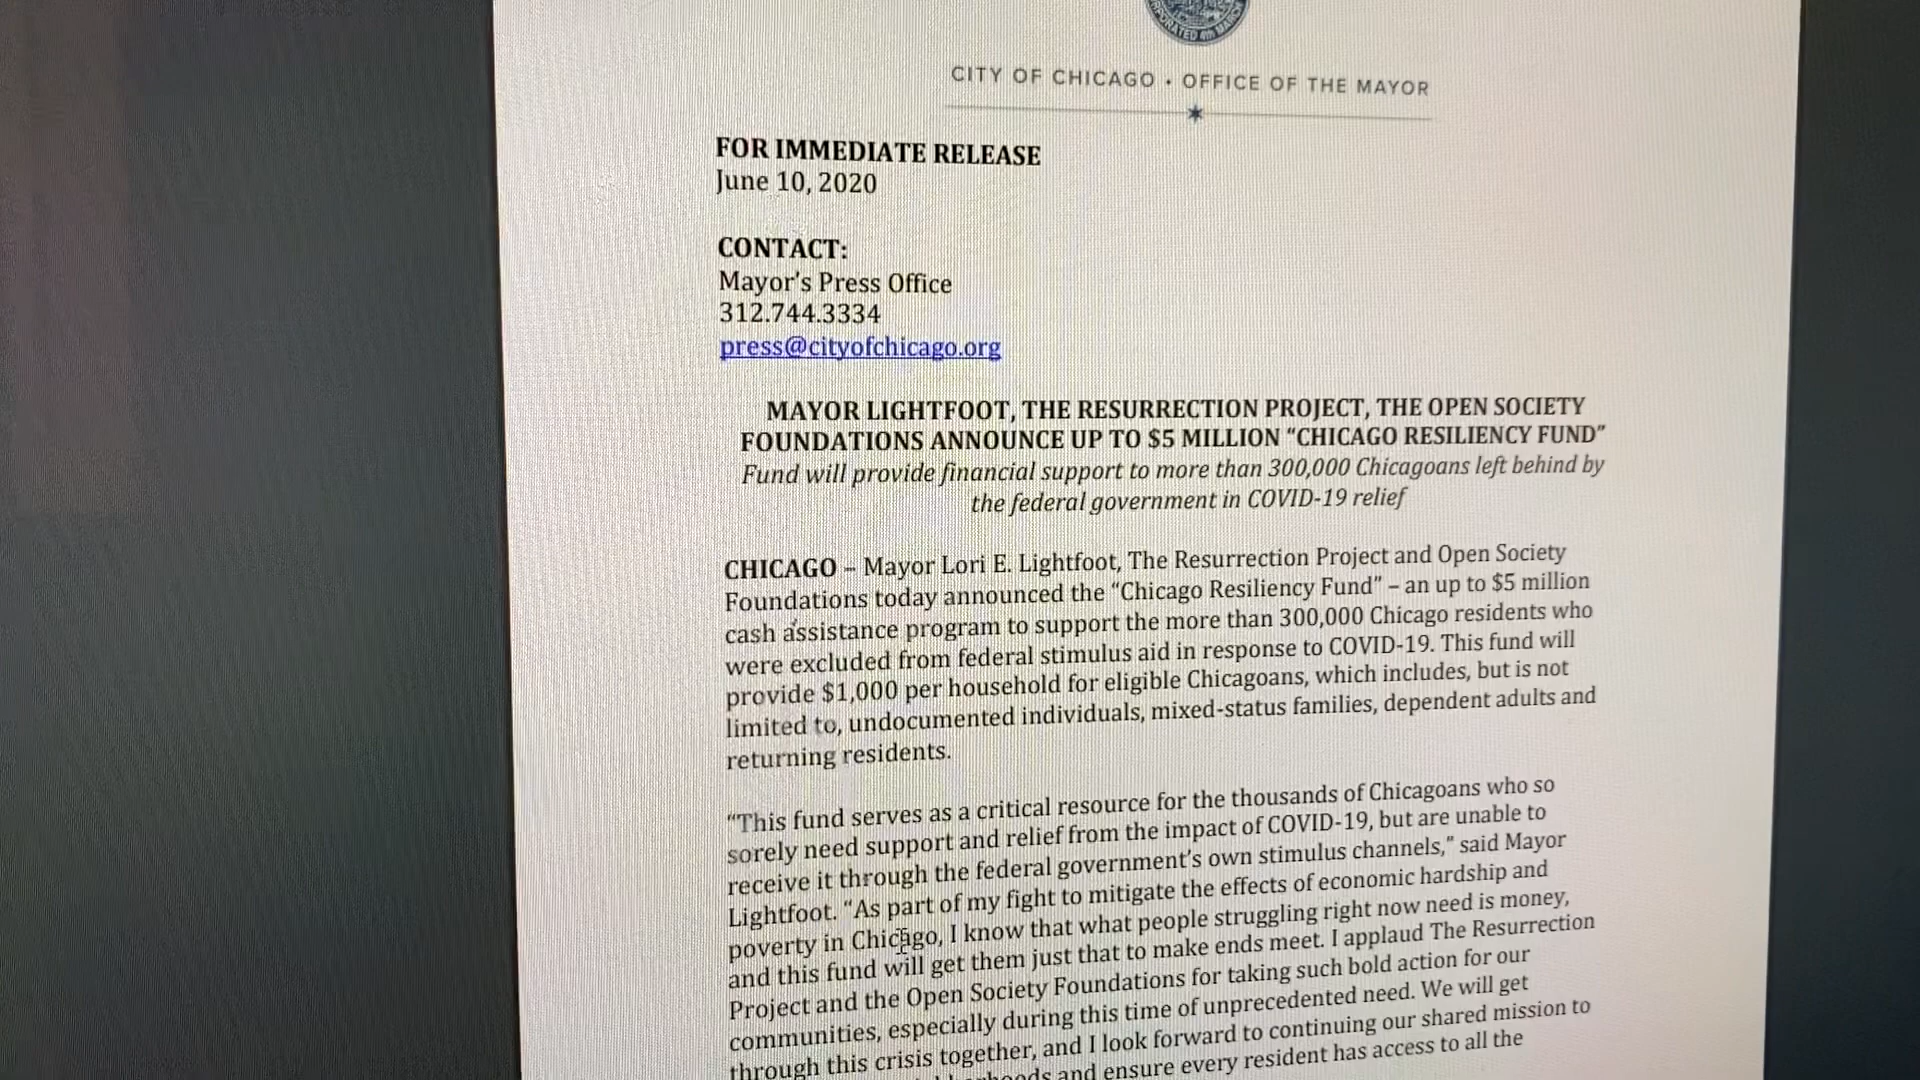 PORATED 4th MARCH
CITY OF CHICAGO • OFFICE OF THE MAYOR
FOR IMMEDIATE RELEASE
June 10, 2020
CONTACT:
Mayor’s Press Office
312.744.3334
press@cityofchicago.org
MAYOR LIGHTFOOT, THE RESURRECTION PROJECT, THE OPEN SOCIETY
FOUNDATIONS ANNOUNCE UP TO $5 MILLION “CHICAGO RESILIENCY FUND”
Fund will provide financial support to more than 300,000 Chicagoans left behind by
the federal government in COVID-19 relief
CHICAGO – Mayor Lori E. Lightfoot, The Resurrection Project and Open Society
Foundations today announced the “Chicago Resiliency Fund” – an up to $5 million
cash assistance program to support the more than 300,000 Chicago residents who
were excluded from federal stimulus aid in response to COVID-19. This fund will
provide $1,000 per household for eligible Chicagoans, which includes, but is not
limited to, undocumented individuals, mixed-status families, dependent adults and
returning residents.
“This fund serves as a critical resource for the thousands of Chicagoans who so
sorely need support and relief from the impact of COVID-19, but are unable to
receive it through the federal government’s own stimulus channels,” said Mayor
Lightfoot. “As part of my fight to mitigate the effects of economic hardship and
poverty in Chicago, I know that what people struggling right now need is money,
and this fund will get them just that to make ends meet. I applaud The Resurrection
Project and the Open Society Foundations for taking such bold action for our
communities, especially during this time of unprecedented need. We will get
through this crisis together, and I look forward to continuing our shared mission to
and ensure every resident has access to all the